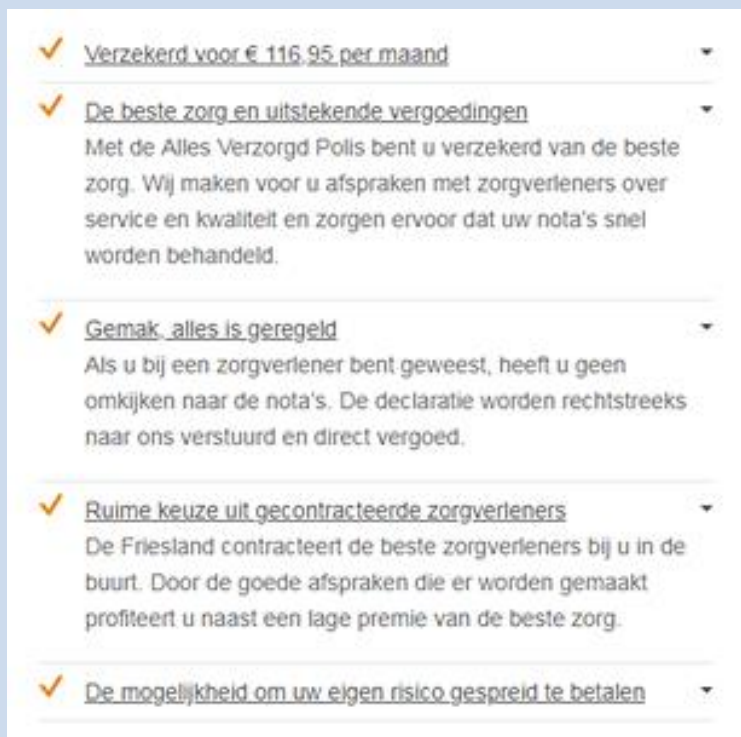 Verzekerd voor € 116,95 per maand
De beste zorg en uitstekende vergoedingen
Met de Alles Verzorgd Polis bent u verzekerd van de beste
zorg. Wij maken voor u afspraken met zorgverleners over
service en kwaliteit en zorgen ervoor dat uw nota's snel
worden behandeld.
Gemak, alles is geregeld
Als u bij een zorgverlener bent geweest, heeft u geen
omkijken naar de nota's. De declaratie worden rechtstreeks
naar ons verstuurd en direct vergoed.
Ruime keuze uit gecontracteerde zorgverleners
De Friesland contracteert de beste zorgverleners bij u in de
buurt. Door de goede afspraken die er worden gemaakt
profiteert u naast een lage premie van de beste zorg.
De mogelijkheid om uw eigen risico gespreid te betalen